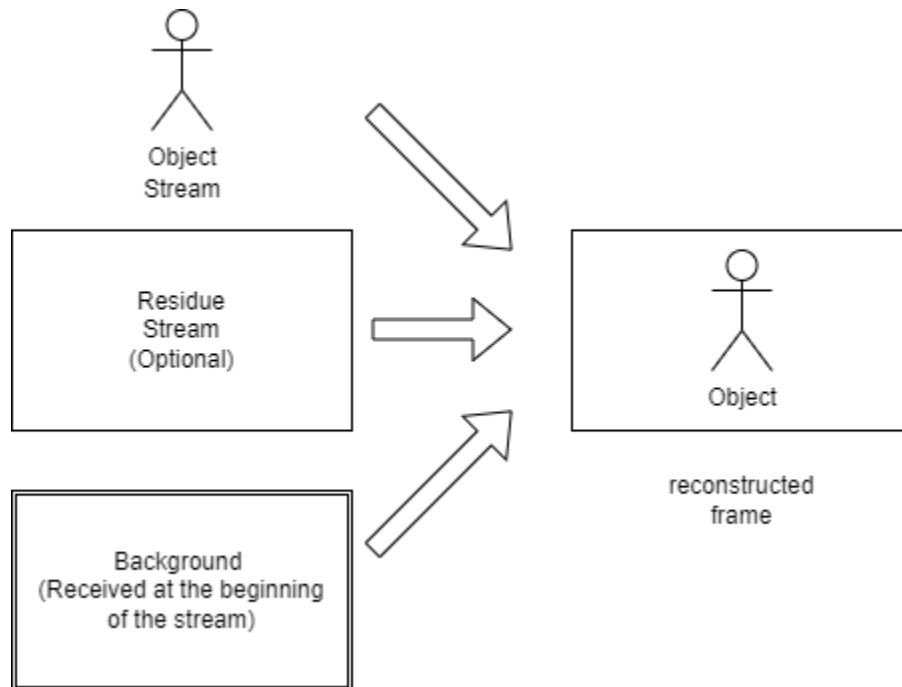 Object
Stream
Residue
Stream
(Optional)
Background
(Received at the beginning
of the stream)
Object
reconstructed
frame